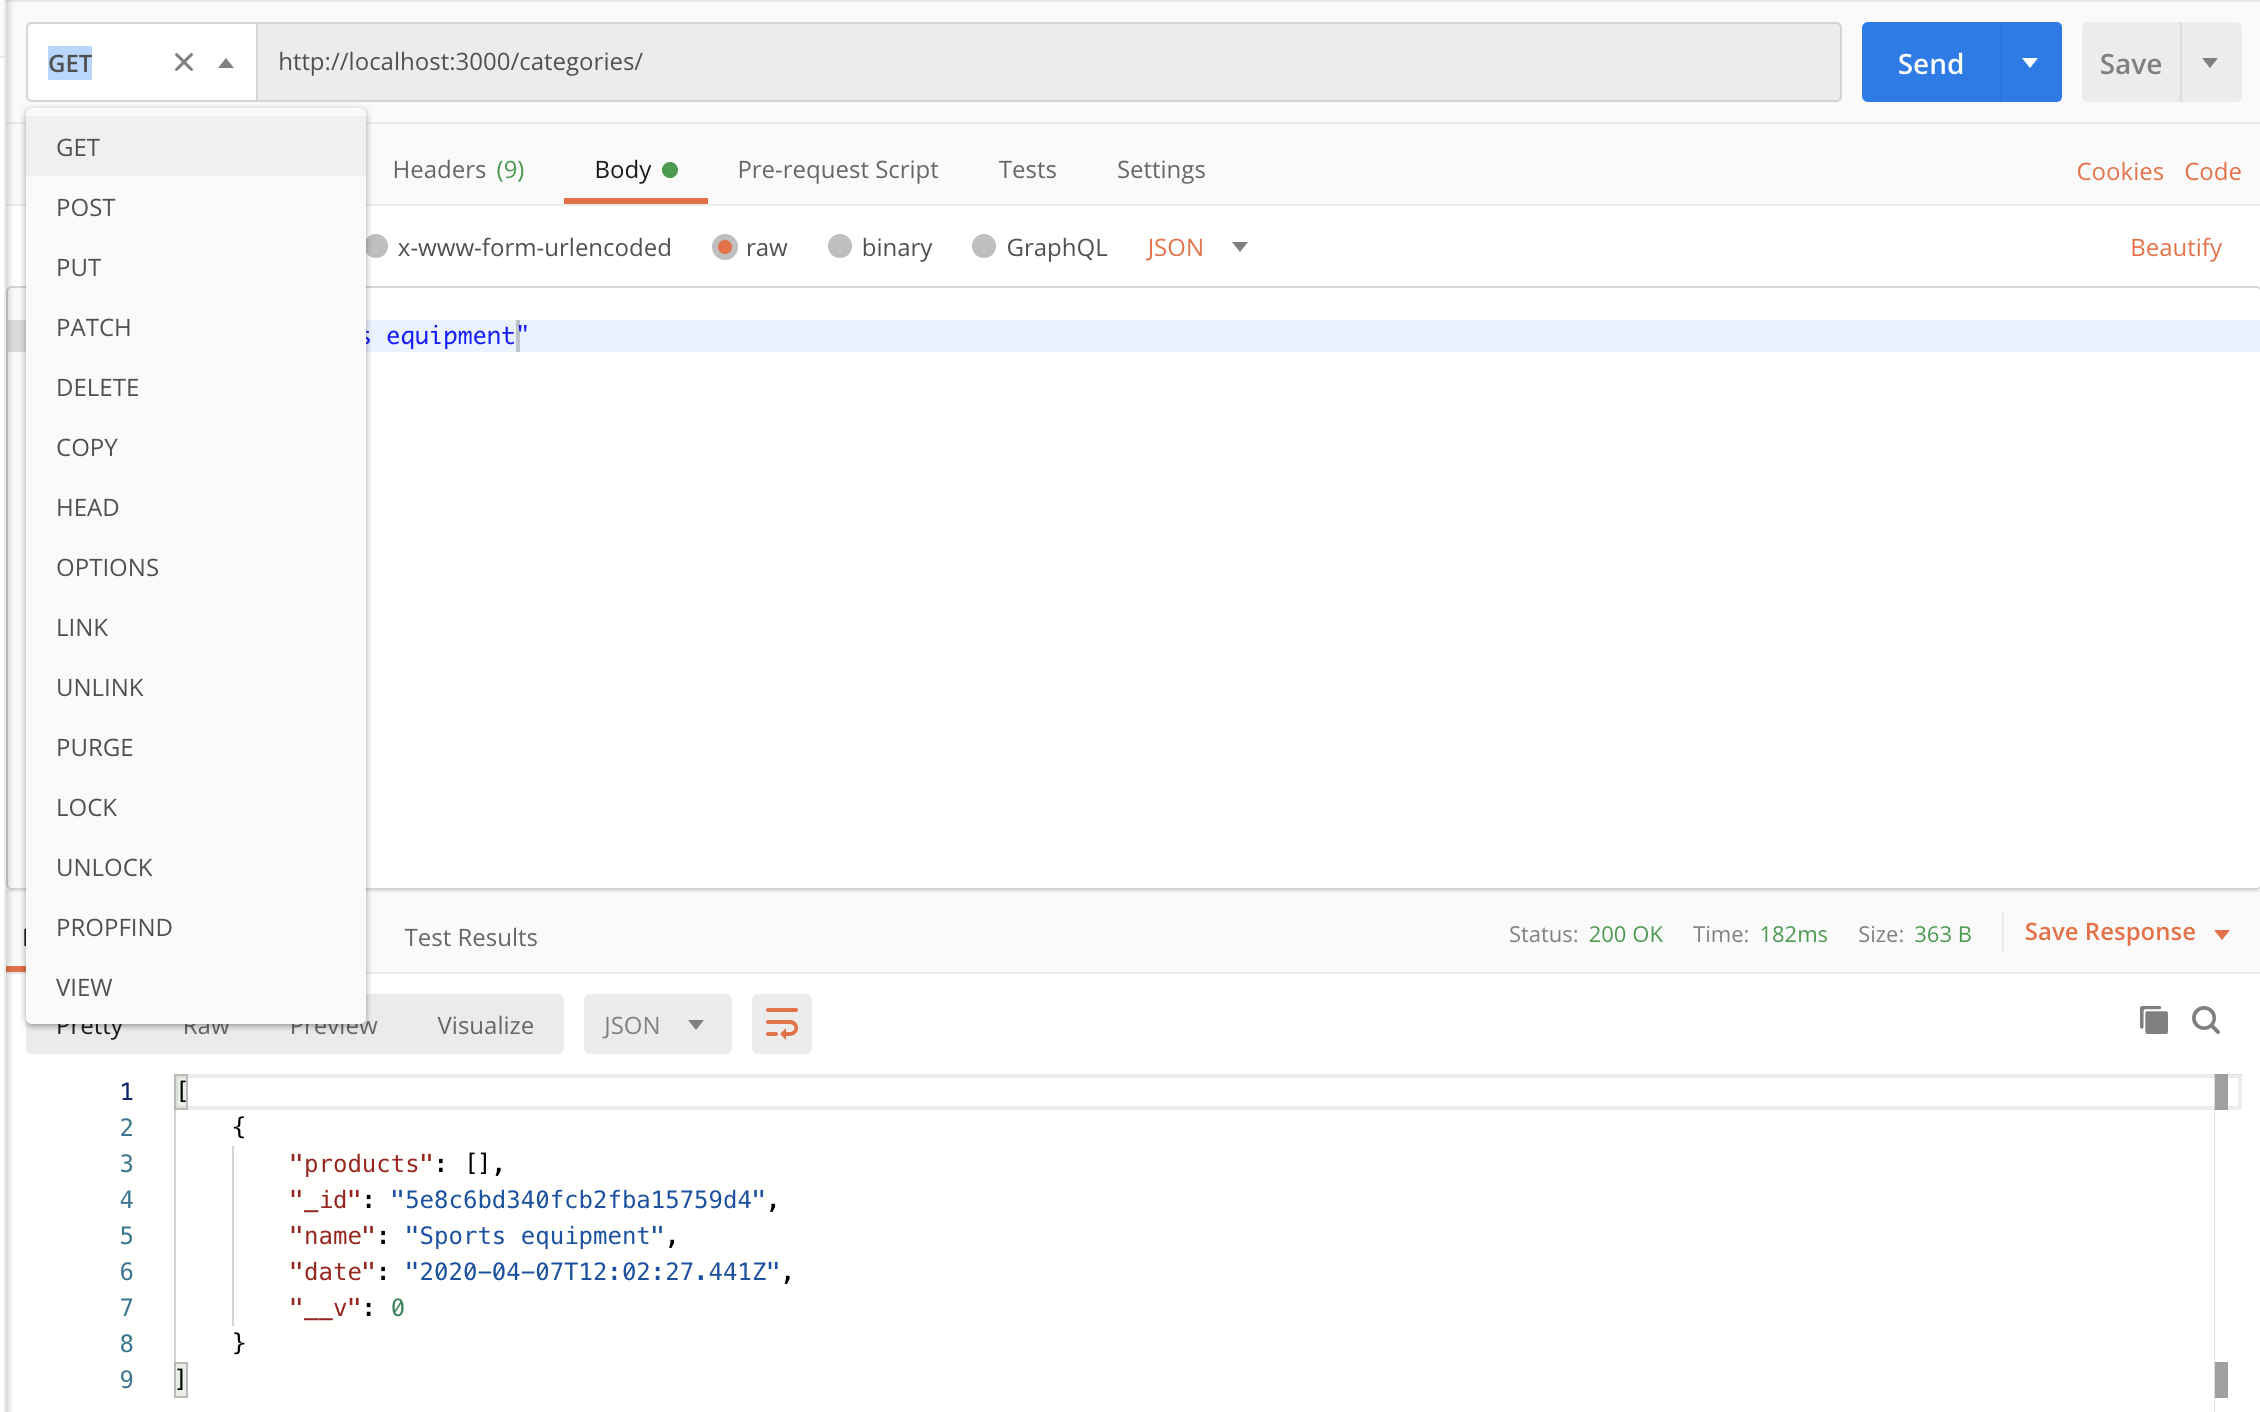 GET http://localhost:3000/categories/ Send Save
GET
POST
PUT
PATCH
DELETE
COPY
HEAD
OPTIONS
LINK
UNLINK
PURGE
LOCK
UNLOCK
PROPFIND
VIEW
Headers (9) Body Pre-request Script Tests Settings Cookies Code
x-www-form-urlencoded raw binary GraphQL JSON Beautify
equipment"
Test Results Status: 200 OK Time: 182ms Size: 363 B Save Response
Pretty Raw Preview Visualize JSON
1 [
2 {
3 "products": [],
4 "_id": "5e8c6bd340fcb2fba15759d4",
5 "name": "Sports equipment",
6 "date": "2020-04-07T12:02:27.441Z",
7 "__v": 0
8 }
9 ]